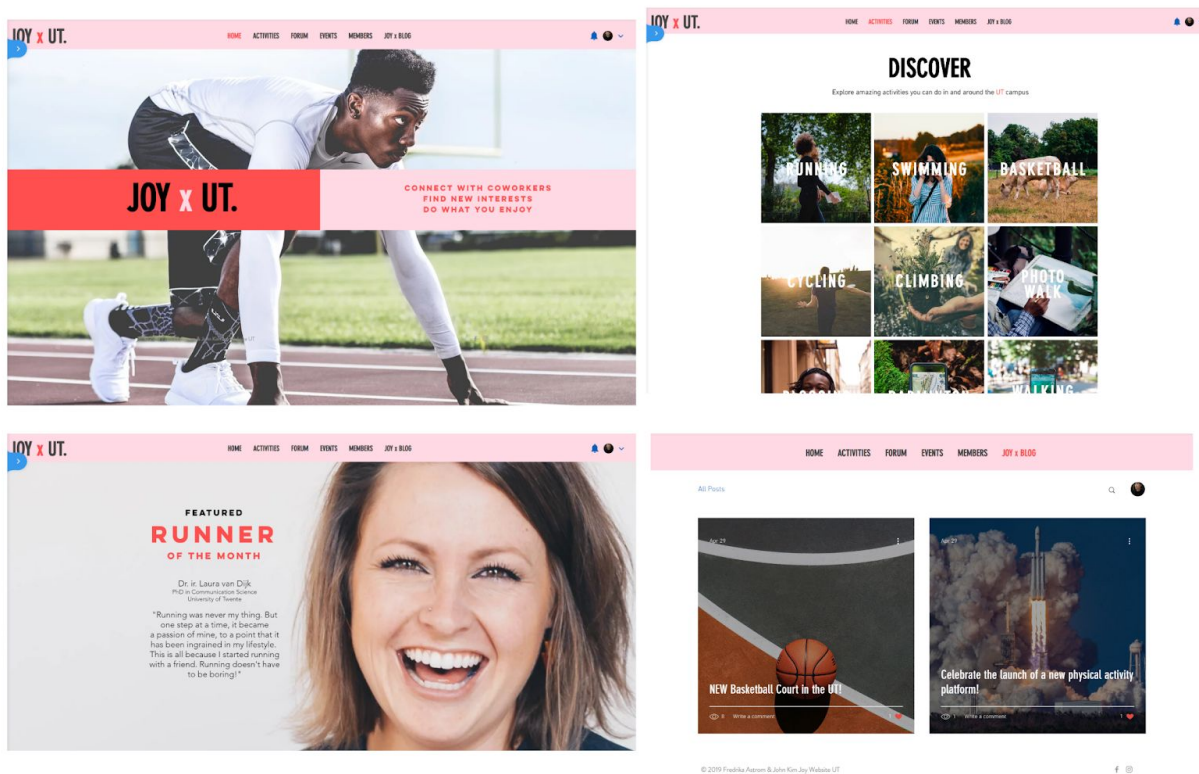 JOY x UT.
HOME ACTIVITIES FORUM EVENTS MEMBERS JOY x BLOG
JOY X UT.
CONNECT WITH COWORKERS
FIND NEW INTERESTS
DO WHAT YOU ENJOY
JOY x UT.
HOME ACTIVITIES FORUM EVENTS MEMBERS JOY x BLOG
DISCOVER
Explore amazing activities you can do in and around the UT campus
RUNNING SWIMMING BASKETBALL
CYCLING CLIMBING PHOTO
WALK
BADMINTON WALKING
JOY x UT.
HOME ACTIVITIES FORUM EVENTS MEMBERS JOY x BLOG
FEATURED
RUNNER
OF THE MONTH
Dr. ir. Laura van Dijk
PhD in Communication Science
University of Twente
"Running was never my thing. But
one step at a time, it became
a passion of mine, to a point that it
has been ingrained in my lifestyle.
This is all because I started running
with a friend. Running doesn't have
to be boring!"
HOME ACTIVITIES FORUM EVENTS MEMBERS JOY x BLOG
All Posts
Apr 29
NEW Basketball Court in the UT!
8 Write a comment 1
Apr 29
Celebrate the launch of a new physical activity
platform!
1 Write a comment 1
© 2019 Fredrika Åstrom & John Kim Joy Website UT